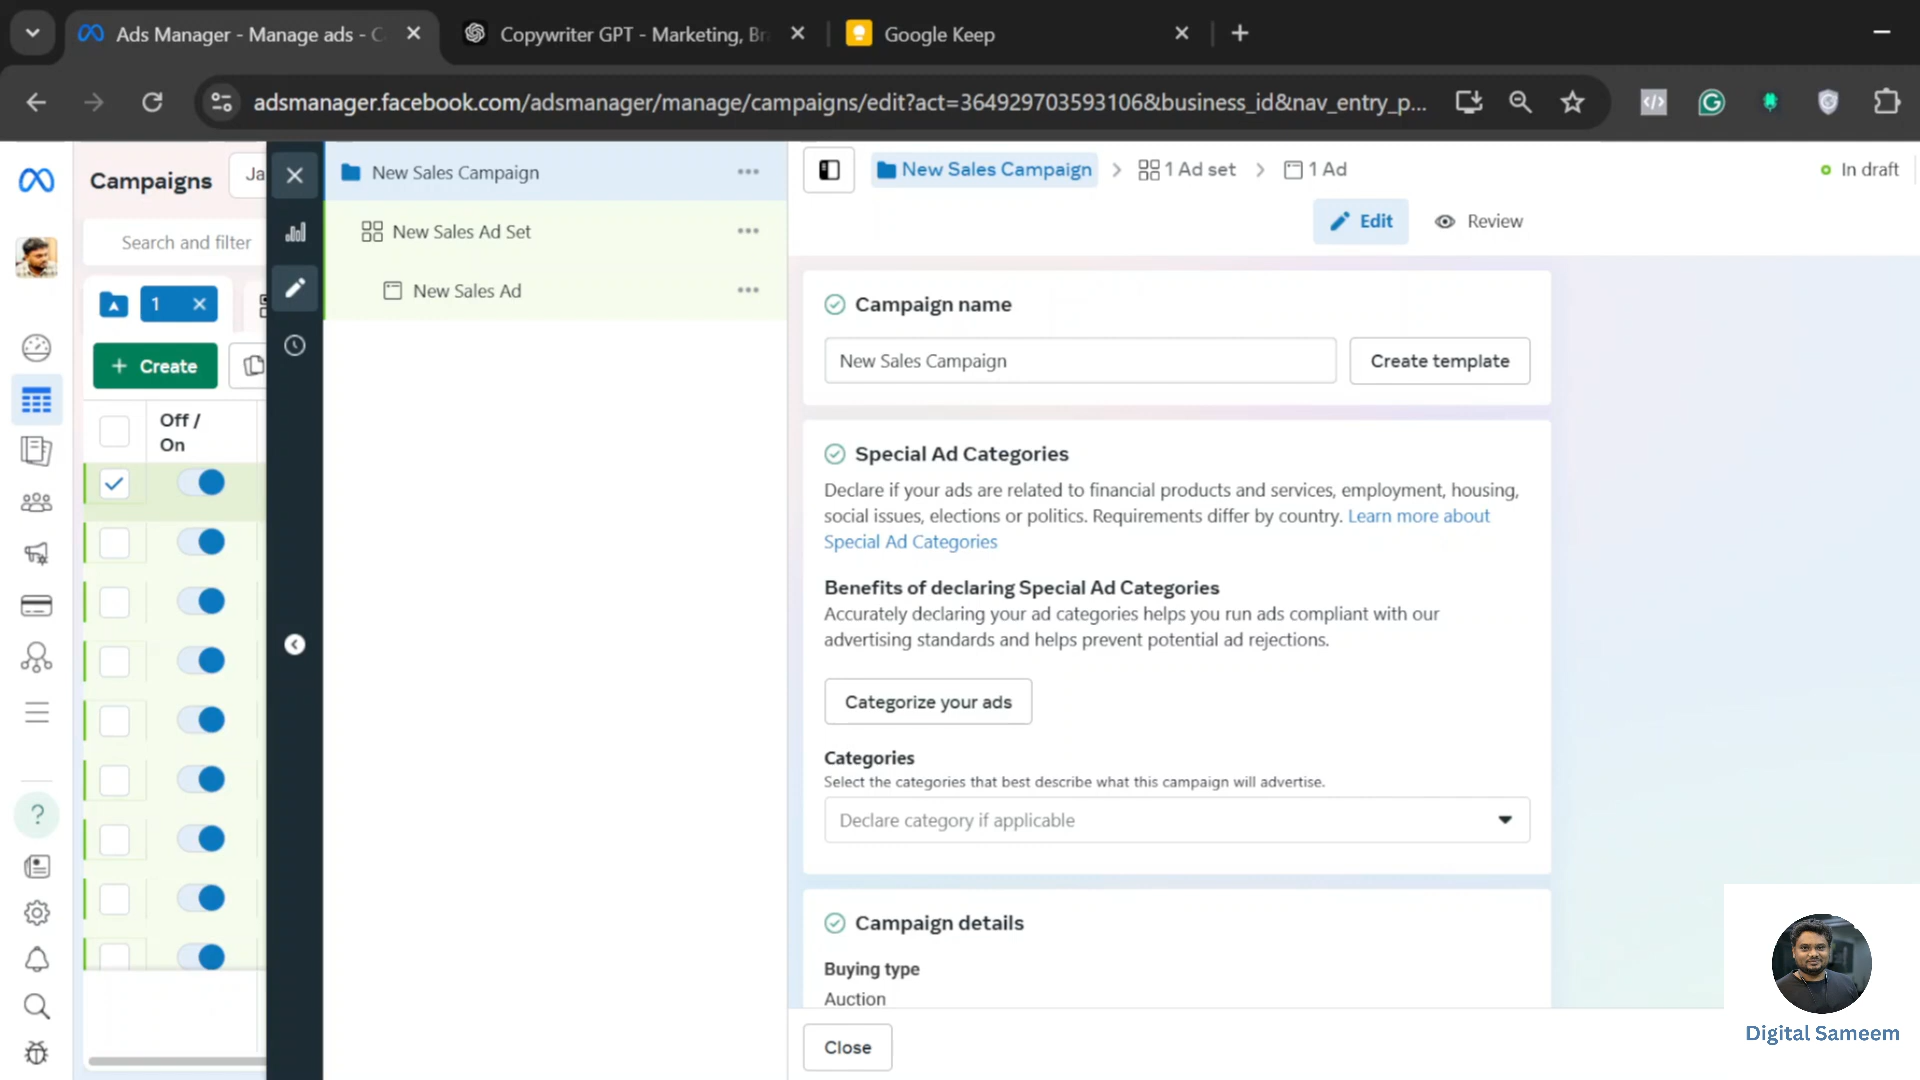 Ads Manager - Manage ads - C
Copywriter GPT - Marketing, Br
Google Keep
adsmanager.facebook.com/adsmanager/manage/campaigns/edit?act=364929703593106&business_id&nav_entry_p...
Campaigns
Ja
Search and filter
1
+ Create
Off /
On
New Sales Campaign
New Sales Ad Set
New Sales Ad
New Sales Campaign
1 Ad set
1 Ad
In draft
Edit
Review
Campaign name
New Sales Campaign
Create template
Special Ad Categories
Declare if your ads are related to financial products and services, employment, housing,
social issues, elections or politics. Requirements differ by country. Learn more about
Special Ad Categories
Benefits of declaring Special Ad Categories
Accurately declaring your ad categories helps you run ads compliant with our
advertising standards and helps prevent potential ad rejections.
Categorize your ads
Categories
Select the categories that best describe what this campaign will advertise.
Declare category if applicable
Campaign details
Buying type
Auction
Close
Digital Sameem